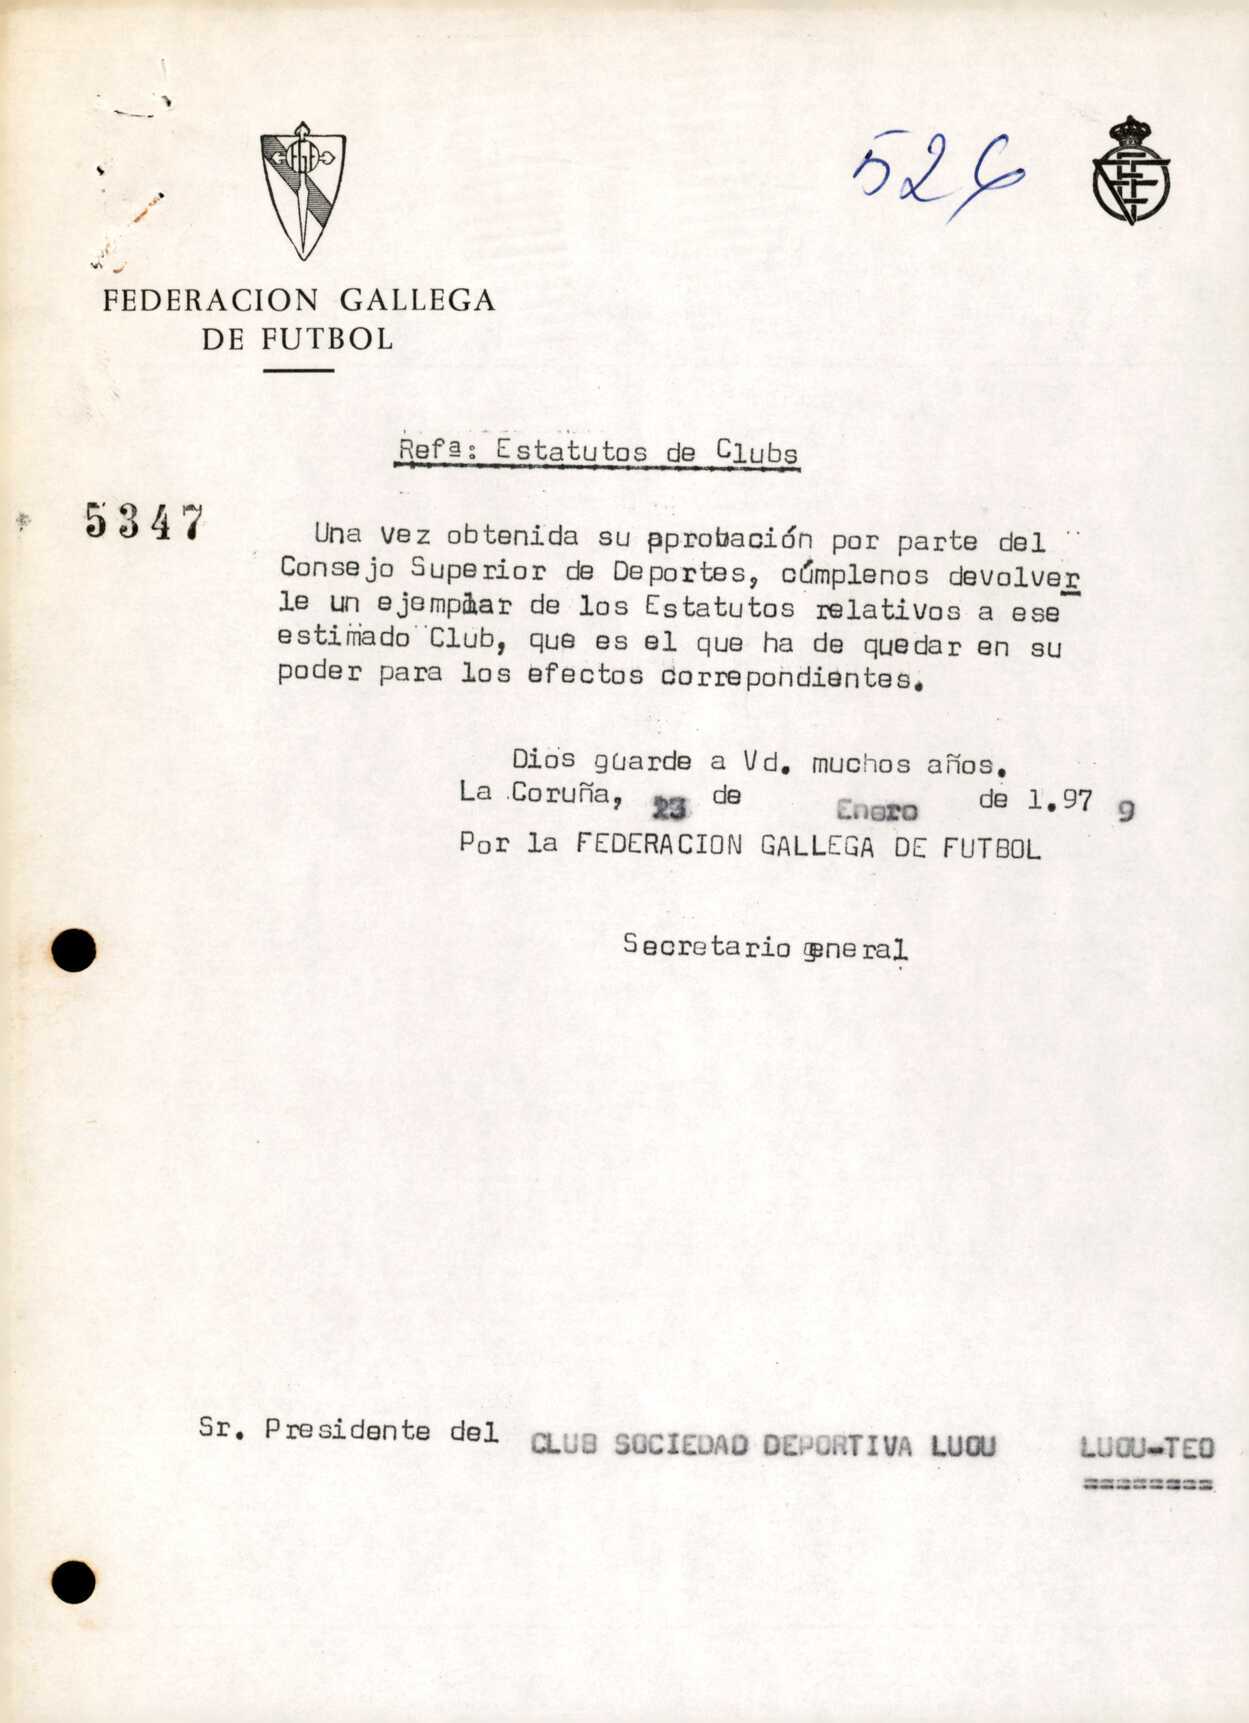 526
FEDERACION GALLEGA
DE FUTBOL
Refª: Estatutos de Clubs
5347
Una vez obtenida su aprobación por parte del
Consejo Superior de Deportes, cúmplenos devolver
le un ejemplar de los Estatutos relativos a ese
estimado Club, que es el que ha de quedar en su
poder para los efectos correpondientes.
Dios guarde a Vd. muchos años.
La Coruña, 23 de Enero de 1.979
Por la FEDERACION GALLEGA DE FUTBOL
Secretario general
Sr. Presidente del CLUB SOCIEDAD DEPORTIVA LUOU LUOU-TEO
========